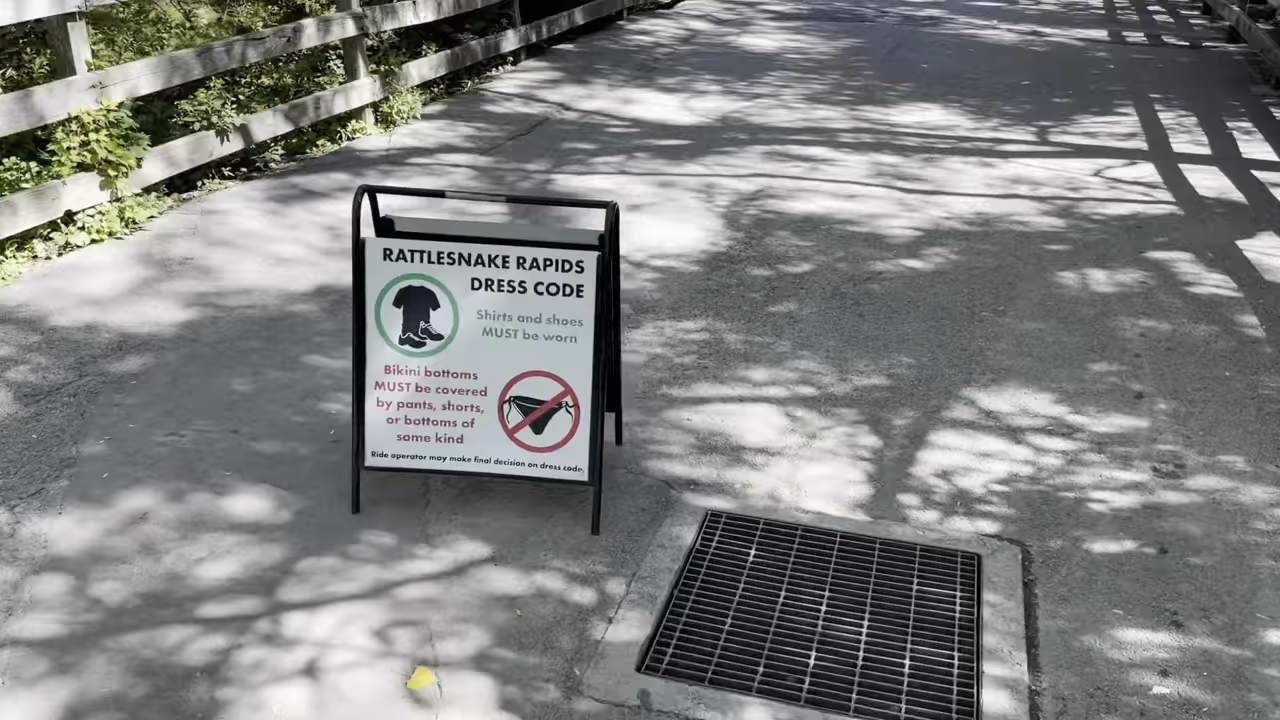 RATTLESNAKE RAPIDS
DRESS CODE
Shirts and shoes
MUST be worn
Bikini bottoms
MUST be covered
by pants, shorts,
or bottoms of
some kind
Ride operator may make final decision on dress code.